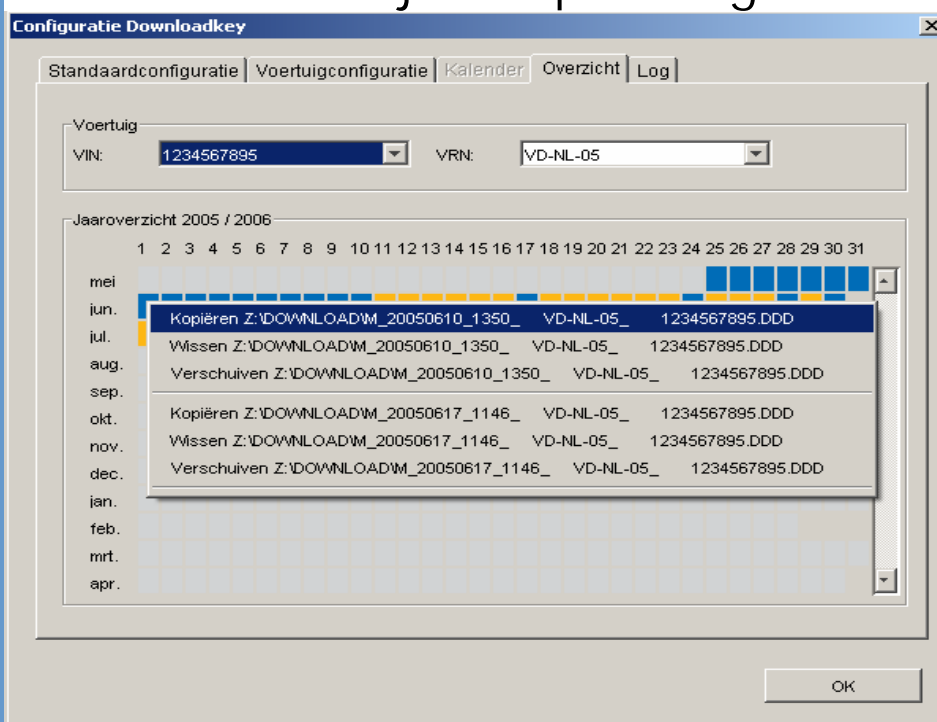 Configuratie Downloadkey
Standaardconfiguratie Voertuigconfiguratie Kalender Overzicht Log
Voertuig
VIN: 1234567895 VRN: VD-NL-05
Jaaroverzicht 2005 / 2006
1 2 3 4 5 6 7 8 9 10 11 12 13 14 15 16 17 18 19 20 21 22 23 24 25 26 27 28 29 30 31
mei
jun.
jul.
aug.
sep.
okt.
nov.
dec.
jan.
feb.
mrt.
apr.
Kopiëren Z:\DOWNLOAD\M_20050610_1350_ VD-NL-05_ 1234567895.DDD
Wissen Z:\DOWNLOAD\M_20050610_1350_ VD-NL-05_ 1234567895.DDD
Verschuiven Z:\DOWNLOAD\M_20050610_1350_ VD-NL-05_ 1234567895.DDD
Kopiëren Z:\DOWNLOAD\M_20050617_1146_ VD-NL-05_ 1234567895.DDD
Wissen Z:\DOWNLOAD\M_20050617_1146_ VD-NL-05_ 1234567895.DDD
Verschuiven Z:\DOWNLOAD\M_20050617_1146_ VD-NL-05_ 1234567895.DDD
OK